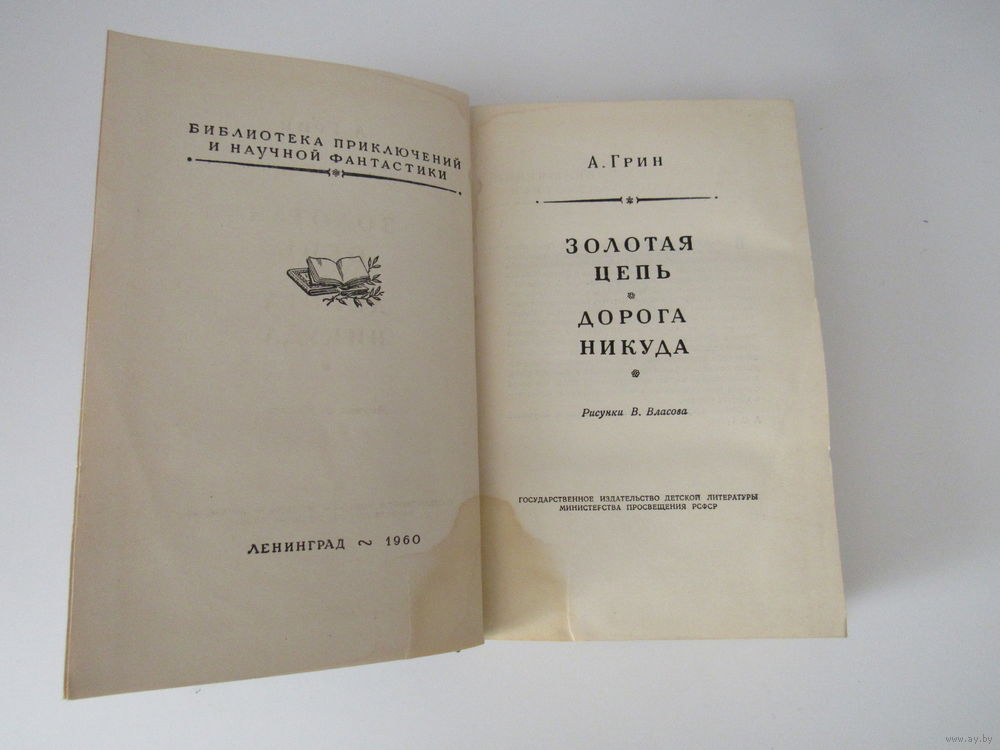 БИБЛИОТЕКА ПРИКЛЮЧЕНИЙ
И НАУЧНОЙ ФАНТАСТИКИ
ЛЕНИНГРАД ~ 1960
А. ГРИН
ЗОЛОТАЯ
ЦЕПЬ
ДОРОГА
НИКУДА
Рисунки В. Власова
ГОСУДАРСТВЕННОЕ ИЗДАТЕЛЬСТВО ДЕТСКОЙ ЛИТЕРАТУРЫ
МИНИСТЕРСТВА ПРОСВЕЩЕНИЯ РСФСР
www.ay.by